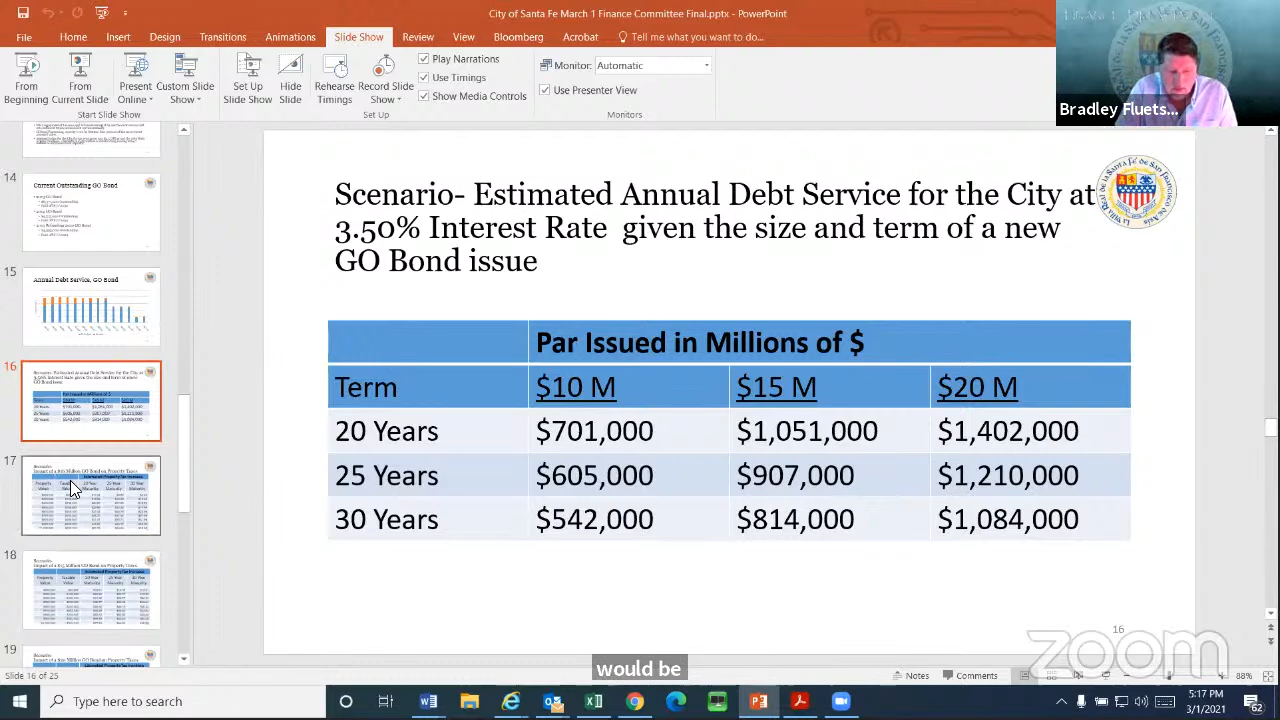 City of Santa Fe March 1 Finance Committee Final.pptx - PowerPoint
File Home Insert Design Transitions Animations Slide Show Review View Bloomberg Acrobat Tell me what you want to do...
From Beginning
From Current Slide
Present Online
Custom Slide Show
Start Slide Show
Set Up Slide Show
Hide Slide
Rehearse Timings
Record Slide Show
Play Narrations
Use Timings
Show Media Controls
Set Up
Monitor: Automatic
Use Presenter View
Monitors
Bradley Fluets...
14
Current Outstanding GO Bond
15
Annual Debt Service, GO Bond
16
17
18
19
Scenario- Estimated Annual Debt Service for the City at
3.50% Interest Rate given the size and term of a new
GO Bond issue
Par Issued in Millions of $
Term $10 M $15 M $20 M
20 Years $701,000 $1,051,000 $1,402,000
25 Years $605,000 $907,000 $1,210,000
30 Years $542,000 $814,000 $1,084,000
16
zoom
would be
Slide 16 of 25
Notes Comments 88%
Type here to search
5:17 PM
3/1/2021